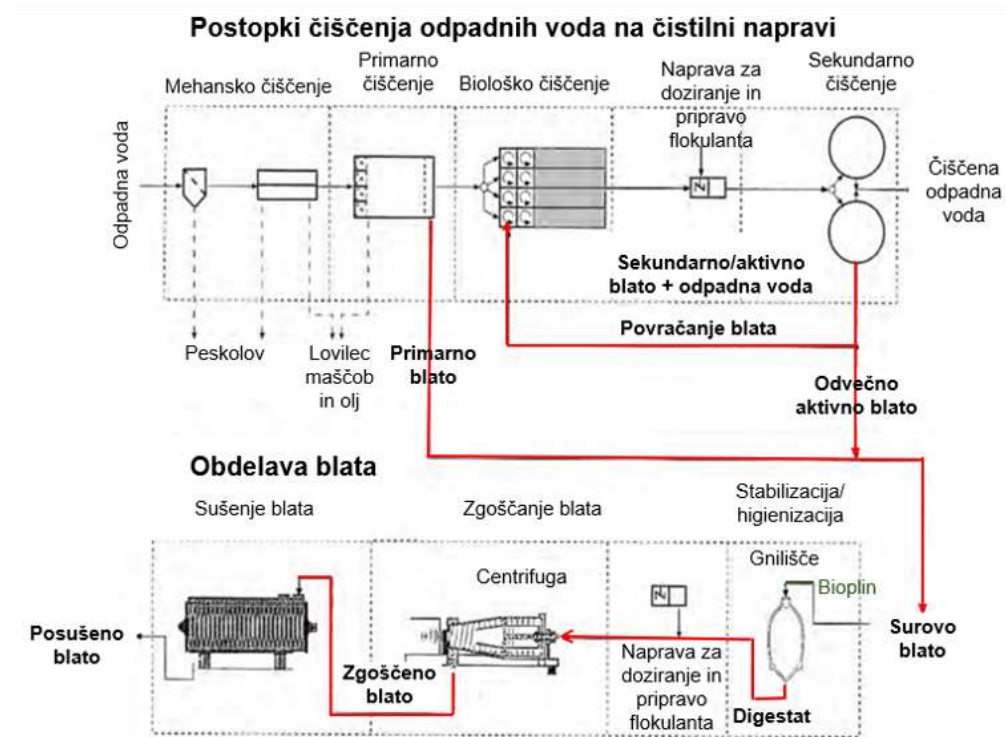 Postopki čiščenja odpadnih voda na čistilni napravi
Mehansko čiščenje
Primarno
čiščenje
Biološko čiščenje
Naprava za
doziranje in
pripravo
flokulanta
Sekundarno
čiščenje
Odpadna voda
Čiščena
odpadna
voda
Sekundarno/aktivno
blato + odpadna voda
Povračanje blata
Peskolov
Lovilec
maščob
in olj
Primarno
blato
Odvečno
aktivno blato
Obdelava blata
Sušenje blata
Zgoščanje blata
Stabilizacija/
higienizacija
Gnilišče
Centrifuga
Bioplin
Posušeno
blato
Zgoščeno
blato
Naprava za
doziranje in
pripravo
flokulanta
Digestat
Surovo
blato